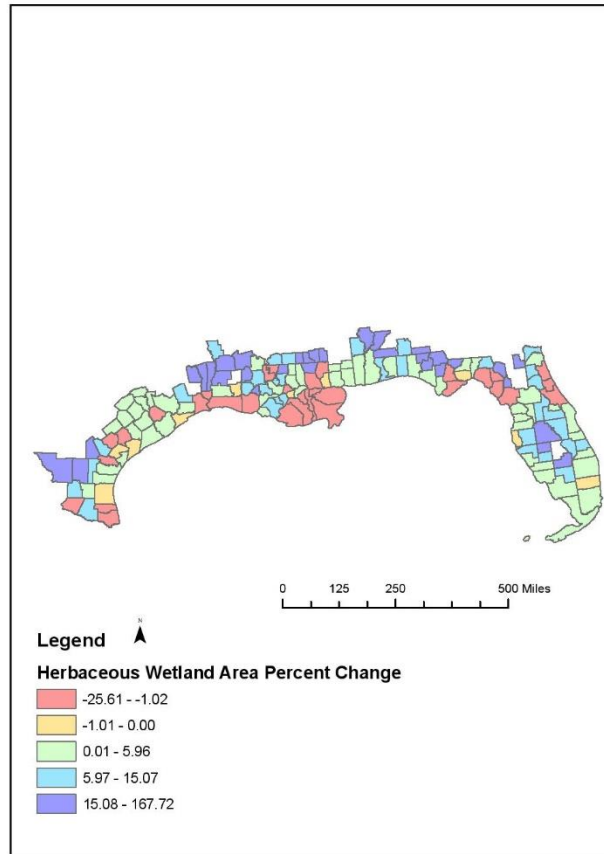 0 125 250 500 Miles
N
Legend
Herbaceous Wetland Area Percent Change
-25.61 - -1.02
-1.01 - 0.00
0.01 - 5.96
5.97 - 15.07
15.08 - 167.72